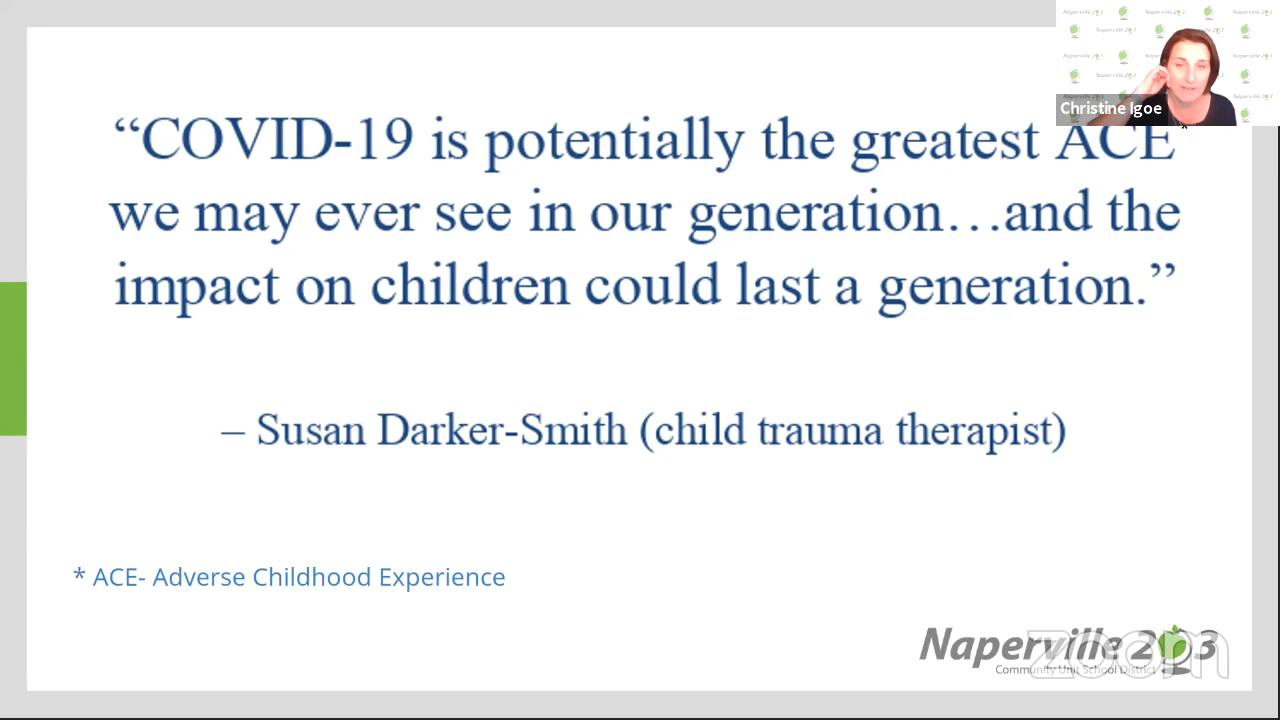 Christine Igoe
“COVID-19 is potentially the greatest ACE*
we may ever see in our generation…and the
impact on children could last a generation.”
– Susan Darker-Smith (child trauma therapist)
* ACE- Adverse Childhood Experience
Naperville 203
Community Unit School District
zoom